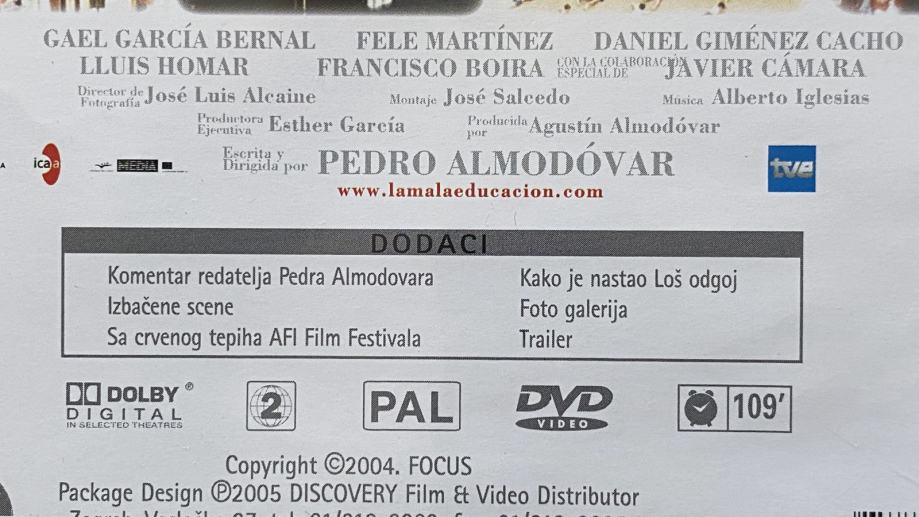 GAEL GARCÍA BERNAL FELE MARTÍNEZ DANIEL GIMÉNEZ CACHO
LLUIS HOMAR FRANCISCO BOIRA CON LA COLABORACIÓN ESPECIAL DE JAVIER CÁMARA
Director de Fotografía José Luis Alcaine Montaje José Salcedo Música Alberto Iglesias
Productora Ejecutiva Esther García Producida por Agustín Almodóvar
icaa MEDIA Escrita y Dirigida por PEDRO ALMODÓVAR tve
www.lamalaeducacion.com
DODACI
Komentar redatelja Pedra Almodovara
Izbačene scene
Sa crvenog tepiha AFI Film Festivala
Kako je nastao Loš odgoj
Foto galerija
Trailer
DOLBY ®
DIGITAL
IN SELECTED THEATRES
2
PAL
DVD
VIDEO
109'
Copyright ©2004. FOCUS
Package Design ℗2005 DISCOVERY Film & Video Distributor